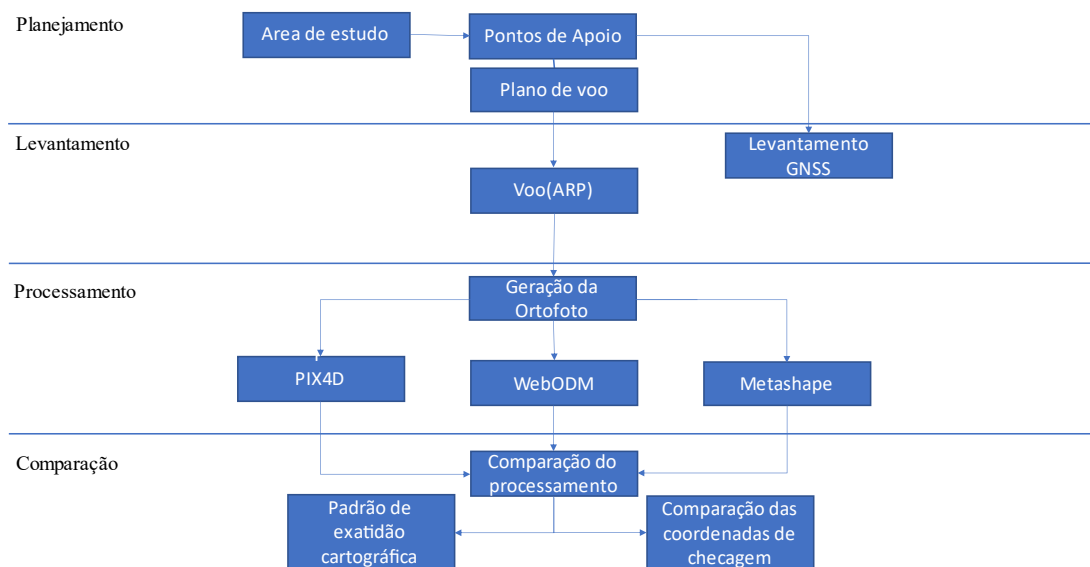 Planejamento
Area de estudo
Pontos de Apoio
Plano de voo
Levantamento
Levantamento
GNSS
Voo(ARP)
Processamento
Geração da
Ortofoto
PIX4D
WebODM
Metashape
Comparação
Comparação do
processamento
Padrão de
exatidão
cartográfica
Comparação das
coordenadas de
checagem